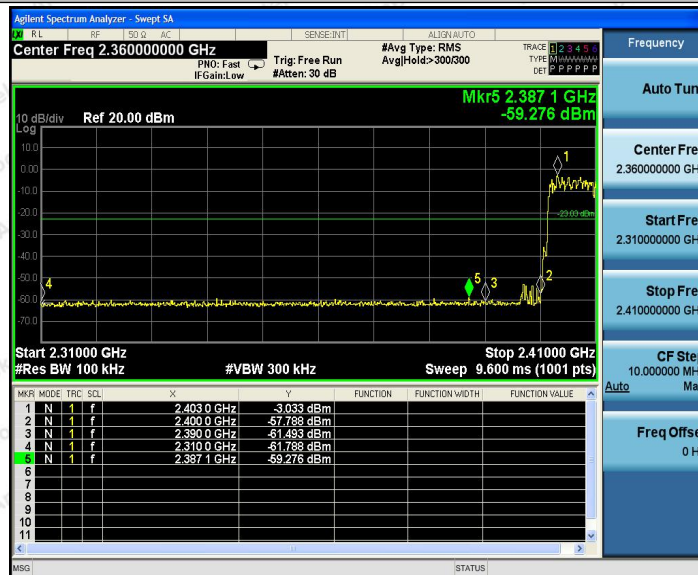 Agilent Spectrum Analyzer - Swept SA
LXI RL RF 50 Ω AC SENSE:INT ALIGN AUTO
Center Freq 2.360000000 GHz
PNO: Fast
IFGain:Low
Trig: Free Run
#Atten: 30 dB
#Avg Type: RMS
Avg|Hold:>300/300
TRACE 1 2 3 4 5 6
TYPE M WWWWW
DET P P P P P P
Mkr5 2.387 1 GHz
-59.276 dBm
10 dB/div Ref 20.00 dBm
Log
10.0
0.00
-10.0
-20.0
-23.03 dBm
-30.0
-40.0
-50.0
-60.0
-70.0
1
2
3
4
5
Start 2.31000 GHz Stop 2.41000 GHz
#Res BW 100 kHz #VBW 300 kHz Sweep 9.600 ms (1001 pts)
MKR MODE TRC SCL X Y FUNCTION FUNCTION WIDTH FUNCTION VALUE
1 N 1 f 2.403 0 GHz -3.033 dBm
2 N 1 f 2.400 0 GHz -57.788 dBm
3 N 1 f 2.390 0 GHz -61.493 dBm
4 N 1 f 2.310 0 GHz -61.788 dBm
5 N 1 f 2.387 1 GHz -59.276 dBm
6
7
8
9
10
11
MSG STATUS
Frequency
Auto Tun
Center Fre
2.360000000 GH
Start Fre
2.310000000 GH
Stop Fre
2.410000000 GH
CF Ste
10.000000 MH
Auto Ma
Freq Offse
0 H